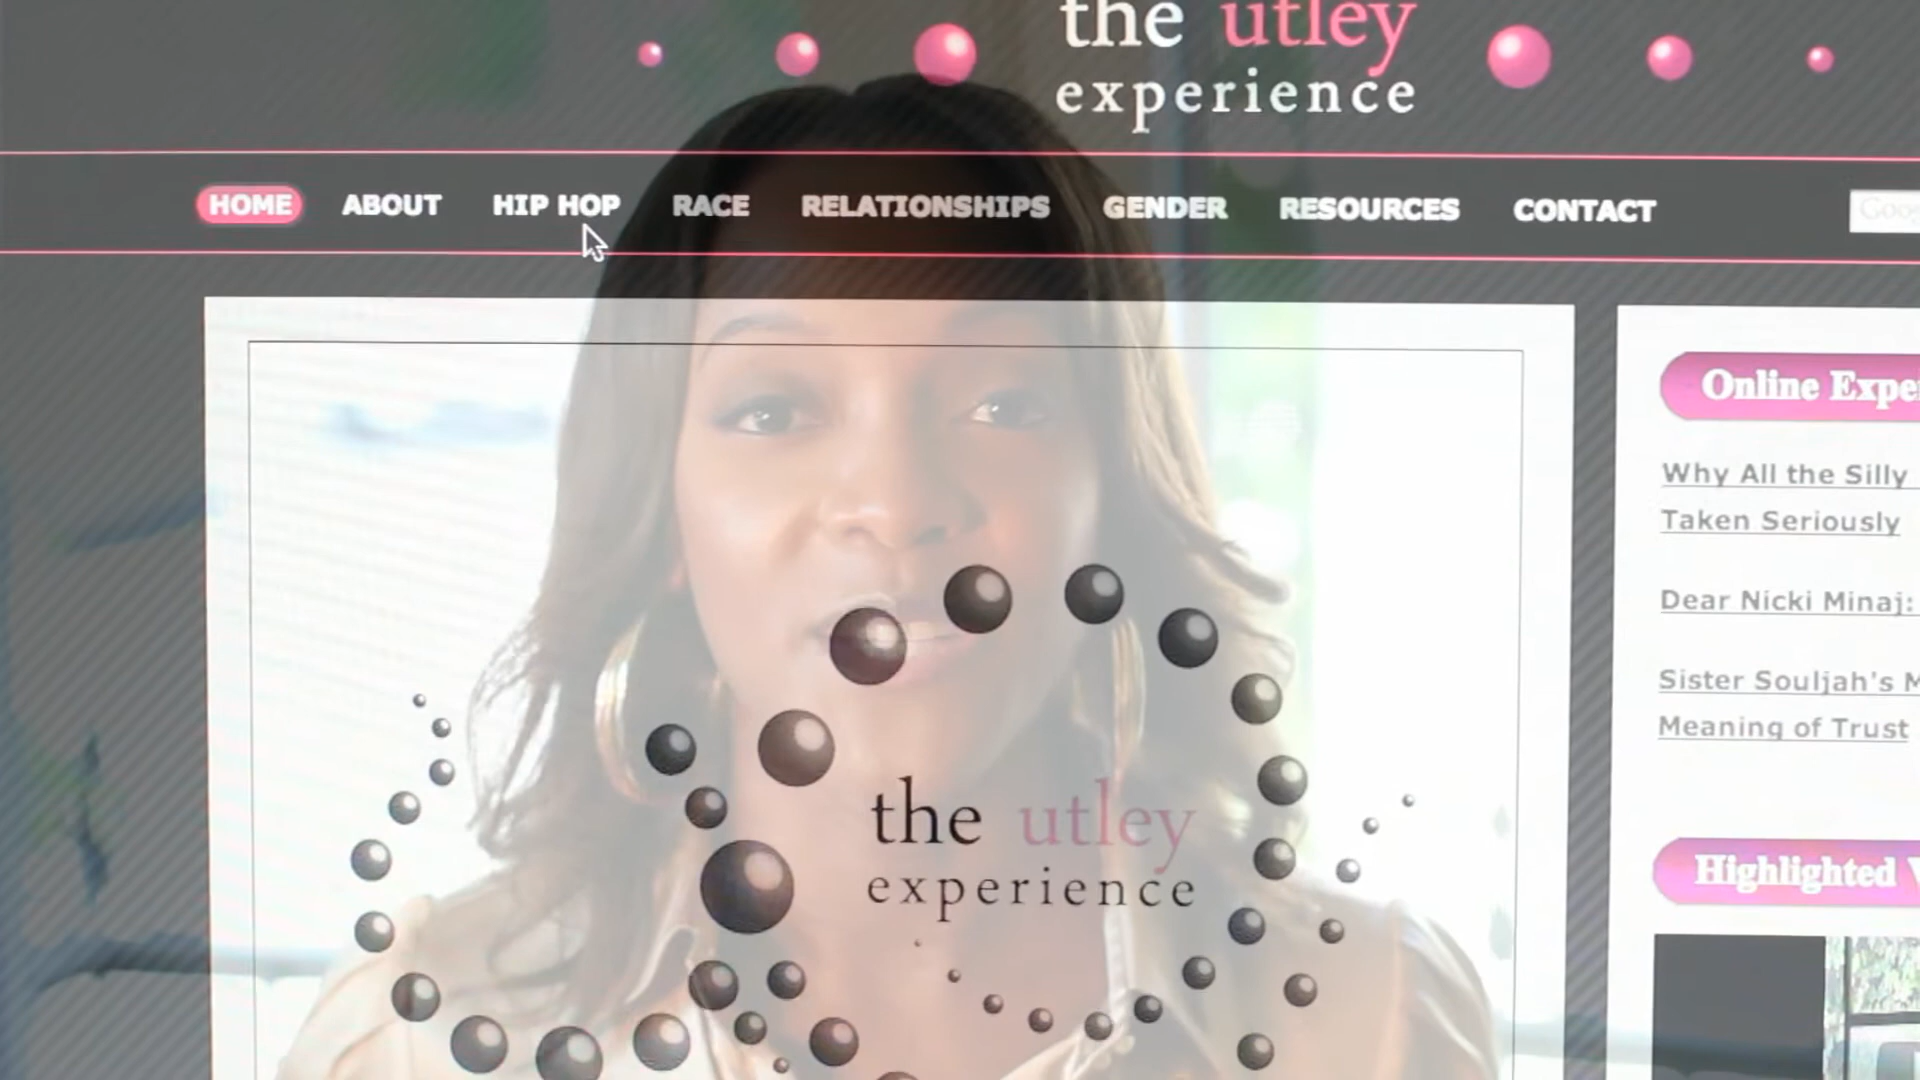 the utley
experience
HOME ABOUT HIP HOP RACE RELATIONSHIPS GENDER RESOURCES CONTACT
Goo
Online Expe
Why All the Silly
Taken Seriously
Dear Nicki Minaj:
Sister Souljah's M
Meaning of Trust
the utley
experience
Highlighted V